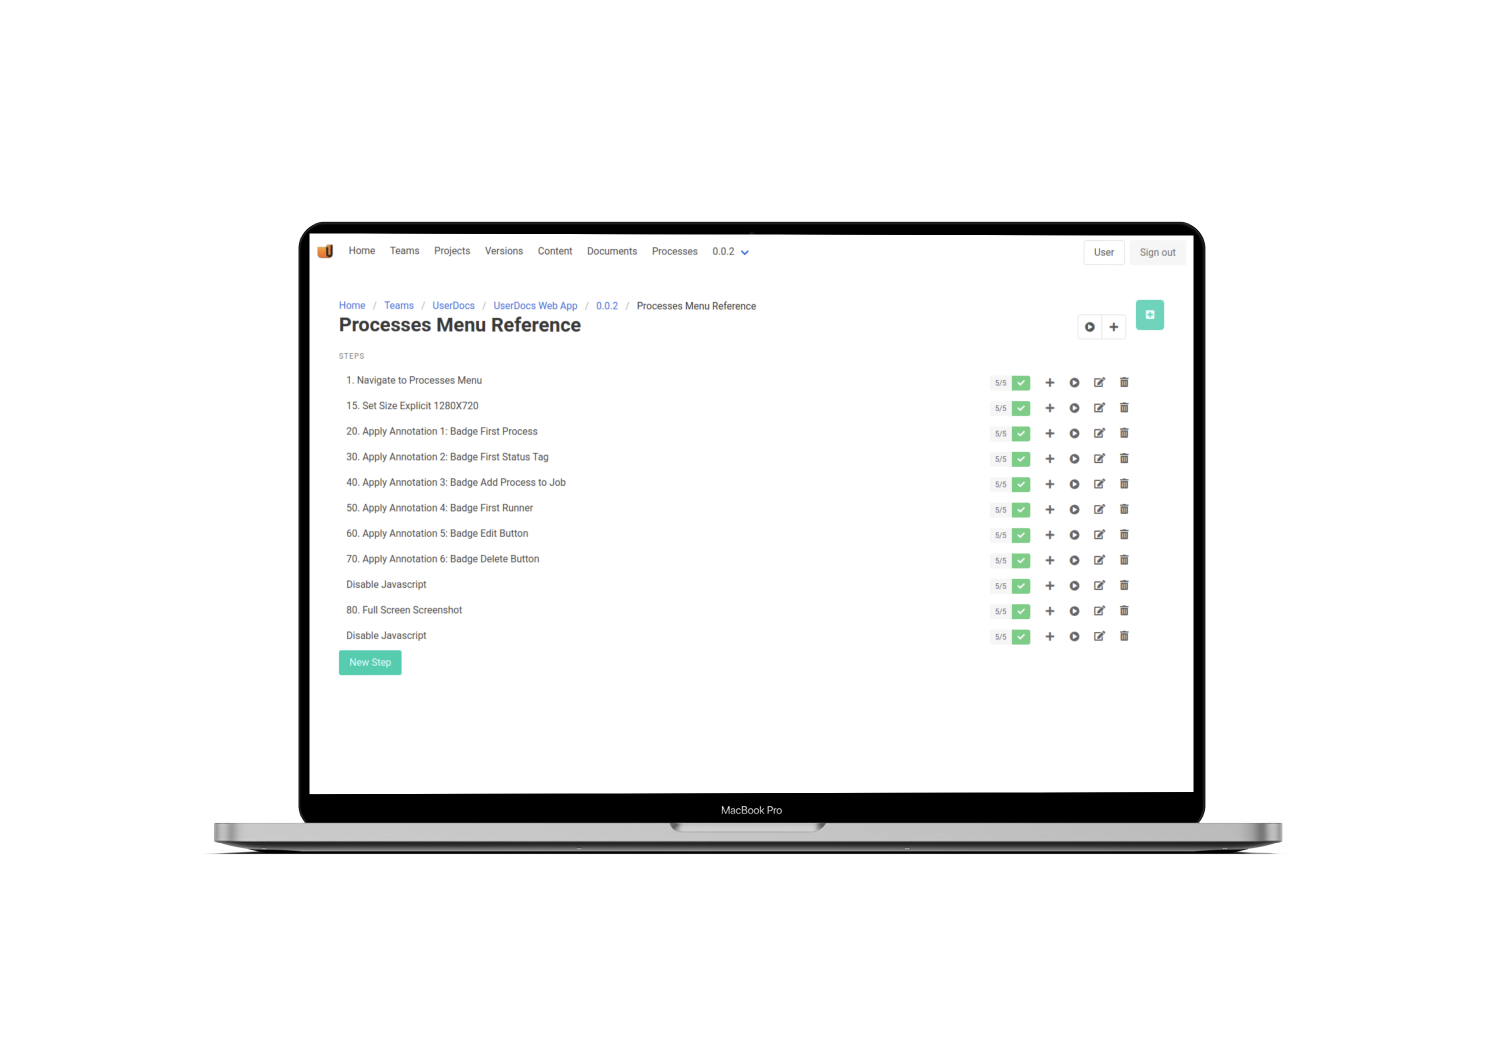 Home Teams Projects Versions Content Documents Processes 0.0.2 User Sign out
Home / Teams / UserDocs / UserDocs Web App / 0.0.2 / Processes Menu Reference
Processes Menu Reference
STEPS
1. Navigate to Processes Menu 5/5
15. Set Size Explicit 1280X720 5/5
20. Apply Annotation 1: Badge First Process 5/5
30. Apply Annotation 2: Badge First Status Tag 5/5
40. Apply Annotation 3: Badge Add Process to Job 5/5
50. Apply Annotation 4: Badge First Runner 5/5
60. Apply Annotation 5: Badge Edit Button 5/5
70. Apply Annotation 6: Badge Delete Button 5/5
Disable Javascript 5/5
80. Full Screen Screenshot 5/5
Disable Javascript 5/5
New Step
MacBook Pro